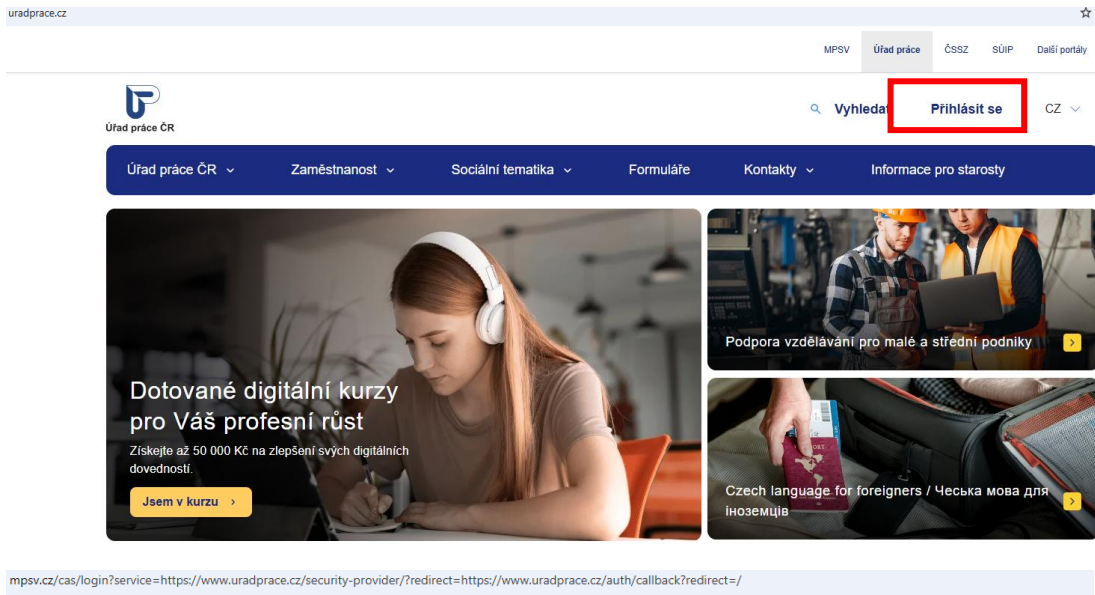 uradprace.cz
MPSV Úřad práce ČSSZ SÚIP Další portály
Úřad práce ČR
Vyhledat Přihlásit se CZ
Úřad práce ČR Zaměstnanost Sociální tematika Formuláře Kontakty Informace pro starosty
Dotované digitální kurzy
pro Váš profesní růst
Získejte až 50 000 Kč na zlepšení svých digitálních
dovedností.
Jsem v kurzu
Podpora vzdělávání pro malé a střední podniky
Czech language for foreigners / Чеська мова для
іноземців
mpsv.cz/cas/login?service=https://www.uradprace.cz/security-provider/?redirect=https://www.uradprace.cz/auth/callback?redirect=/